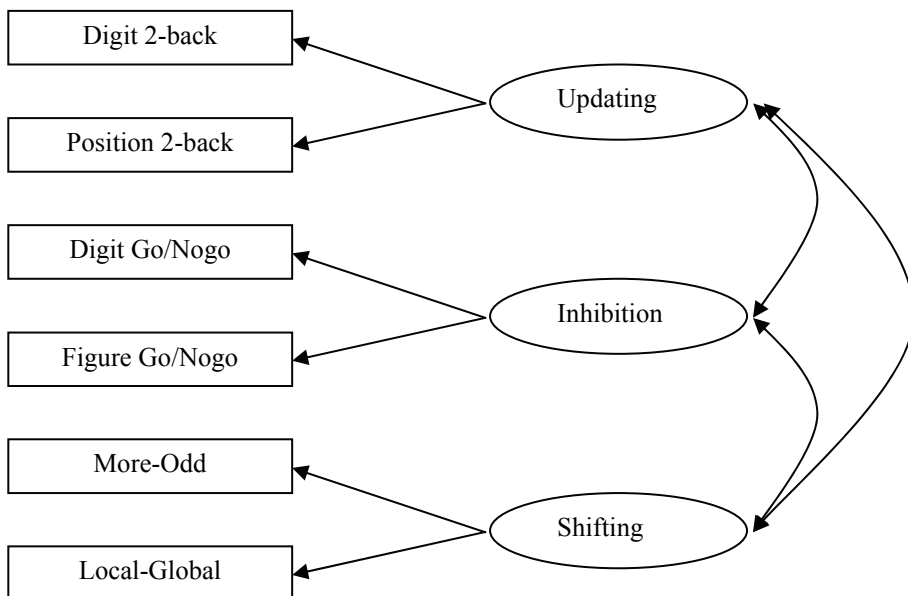 Digit 2-back
Updating
Position 2-back
Digit Go/Nogo
Inhibition
Figure Go/Nogo
More-Odd
Shifting
Local-Global